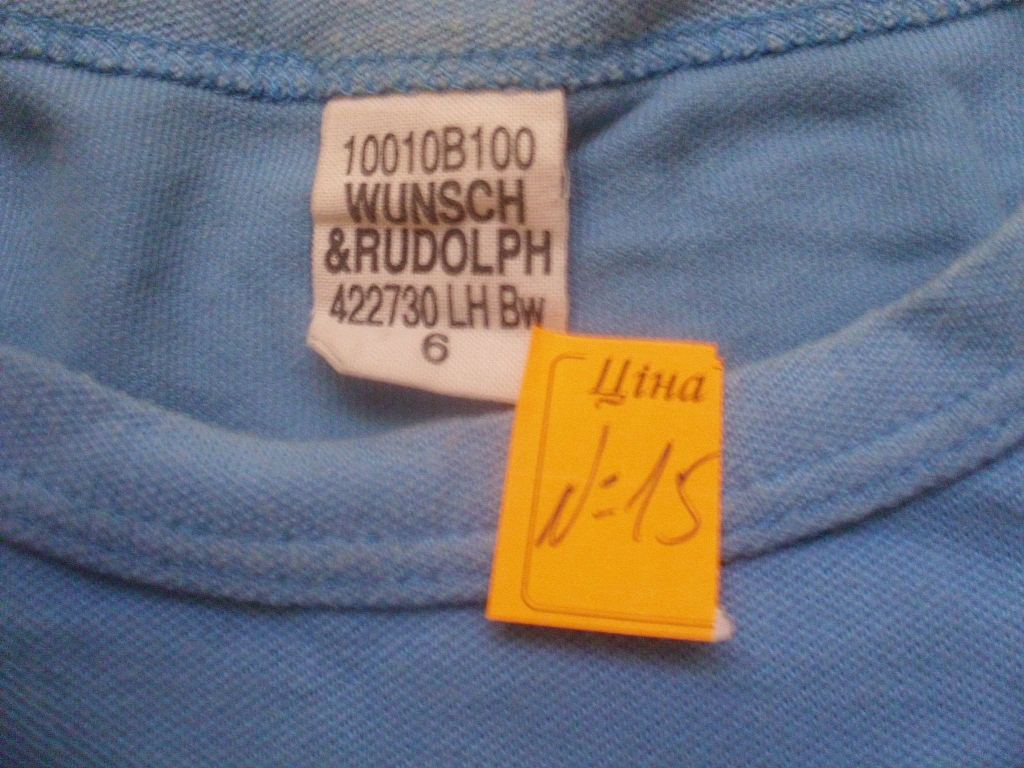 10010B100
WUNSCH
&RUDOLPH
422730 LH Bw
6
Ціна
N=15